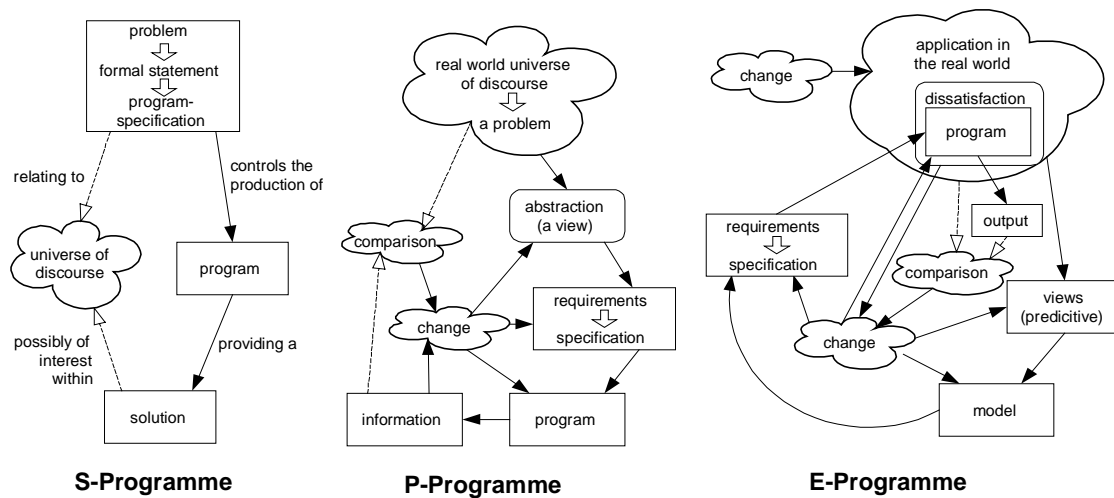 problem
formal statement
program-
specification
relating to
controls the
production of
universe of
discourse
program
possibly of
interest
within
providing a
solution
S-Programme
real world universe
of discourse
a problem
abstraction
(a view)
comparison
requirements
specification
change
information
program
P-Programme
application in
the real world
change
dissatisfaction
program
output
requirements
specification
comparison
views
(predicitive)
change
model
E-Programme